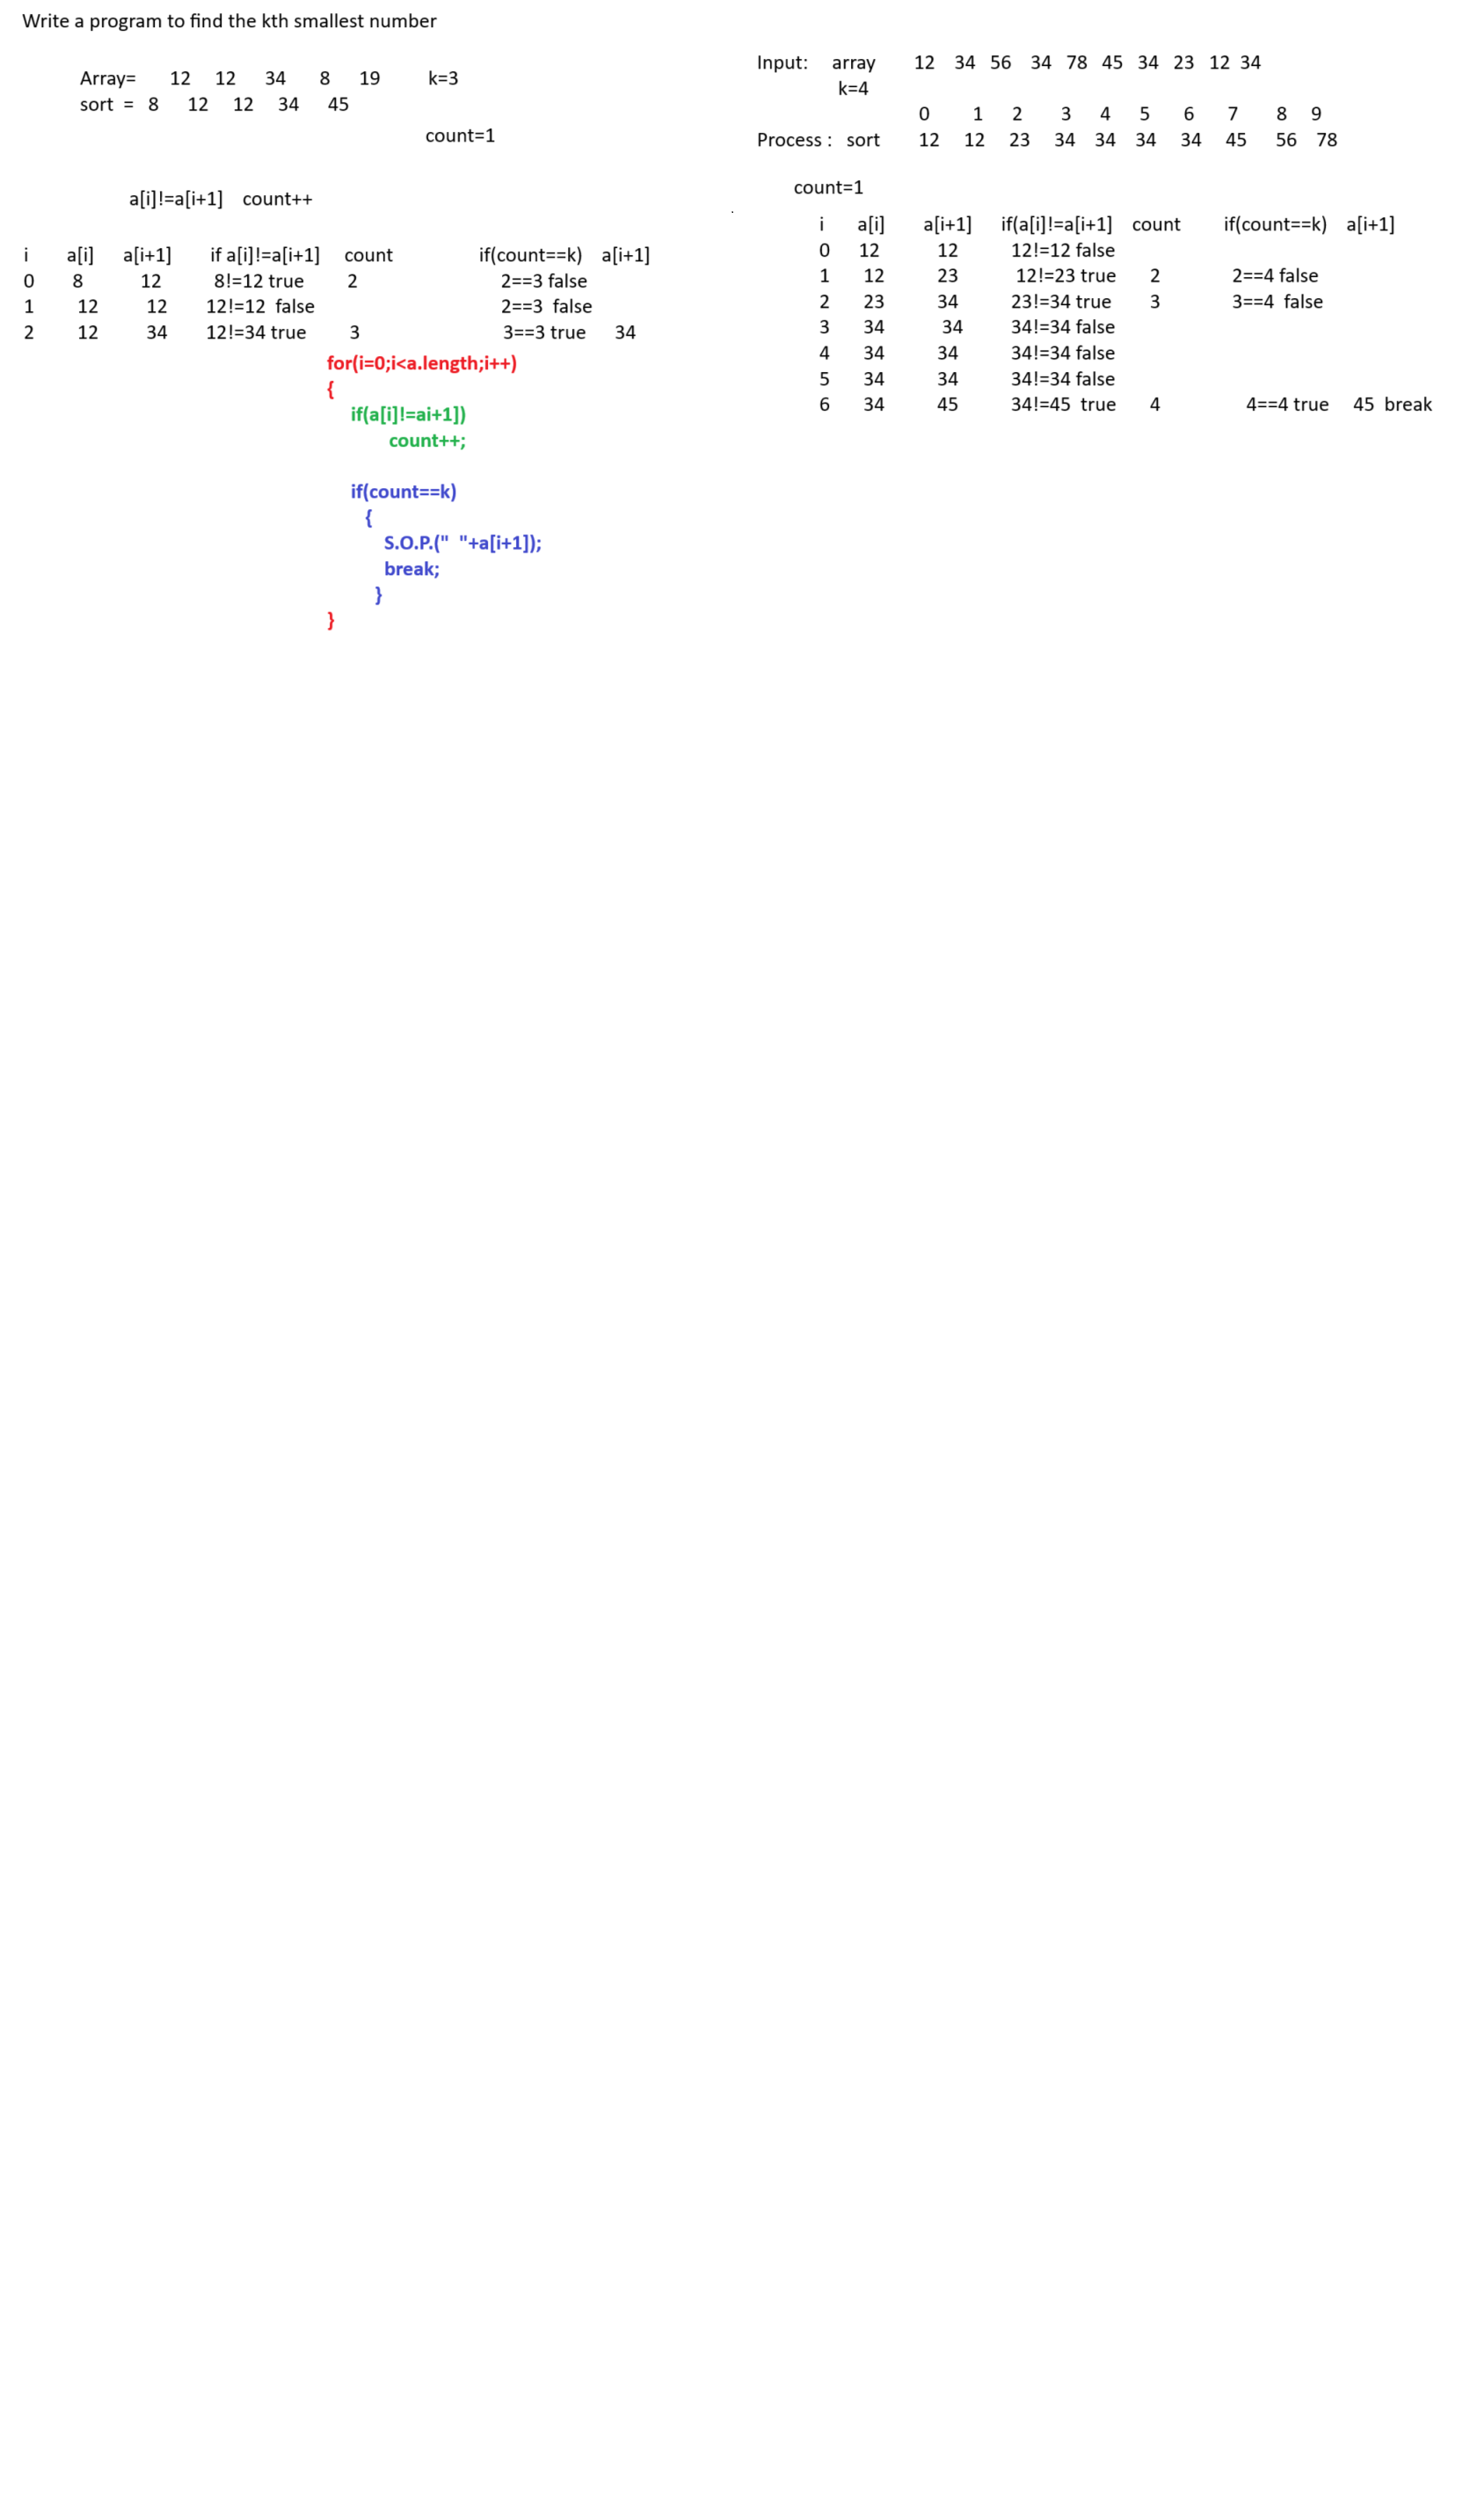 Write a program to find the kth smallest number
Array= 12 12 34 8 19 k=3
sort = 8 12 12 34 45
count=1
a[i]!=a[i+1] count++
i a[i] a[i+1] if a[i]!=a[i+1] count if(count==k) a[i+1]
0 8 12 8!=12 true 2 2==3 false
1 12 12 12!=12 false 2==3 false
2 12 34 12!=34 true 3 3==3 true 34
for(i=0;i<a.length;i++)
{
if(a[i]!=ai+1])
count++;
if(count==k)
{
S.O.P.(" "+a[i+1]);
break;
}
}
Input: array 12 34 56 34 78 45 34 23 12 34
k=4
0 1 2 3 4 5 6 7 8 9
Process : sort 12 12 23 34 34 34 34 45 56 78
count=1
i a[i] a[i+1] if(a[i]!=a[i+1] count if(count==k) a[i+1]
0 12 12 12!=12 false
1 12 23 12!=23 true 2 2==4 false
2 23 34 23!=34 true 3 3==4 false
3 34 34 34!=34 false
4 34 34 34!=34 false
5 34 34 34!=34 false
6 34 45 34!=45 true 4 4==4 true 45 break